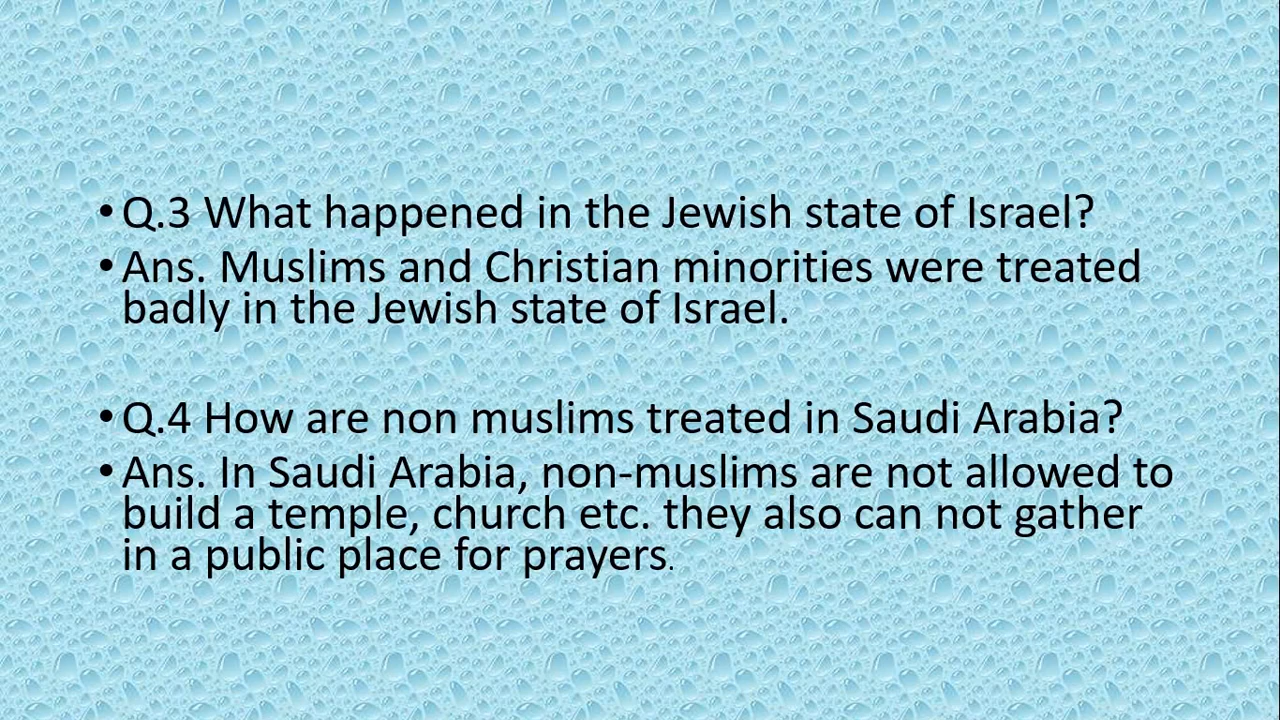 • Q.3 What happened in the Jewish state of Israel?
• Ans. Muslims and Christian minorities were treated
badly in the Jewish state of Israel.
• Q.4 How are non muslims treated in Saudi Arabia?
• Ans. In Saudi Arabia, non-muslims are not allowed to
build a temple, church etc. they also can not gather
in a public place for prayers.